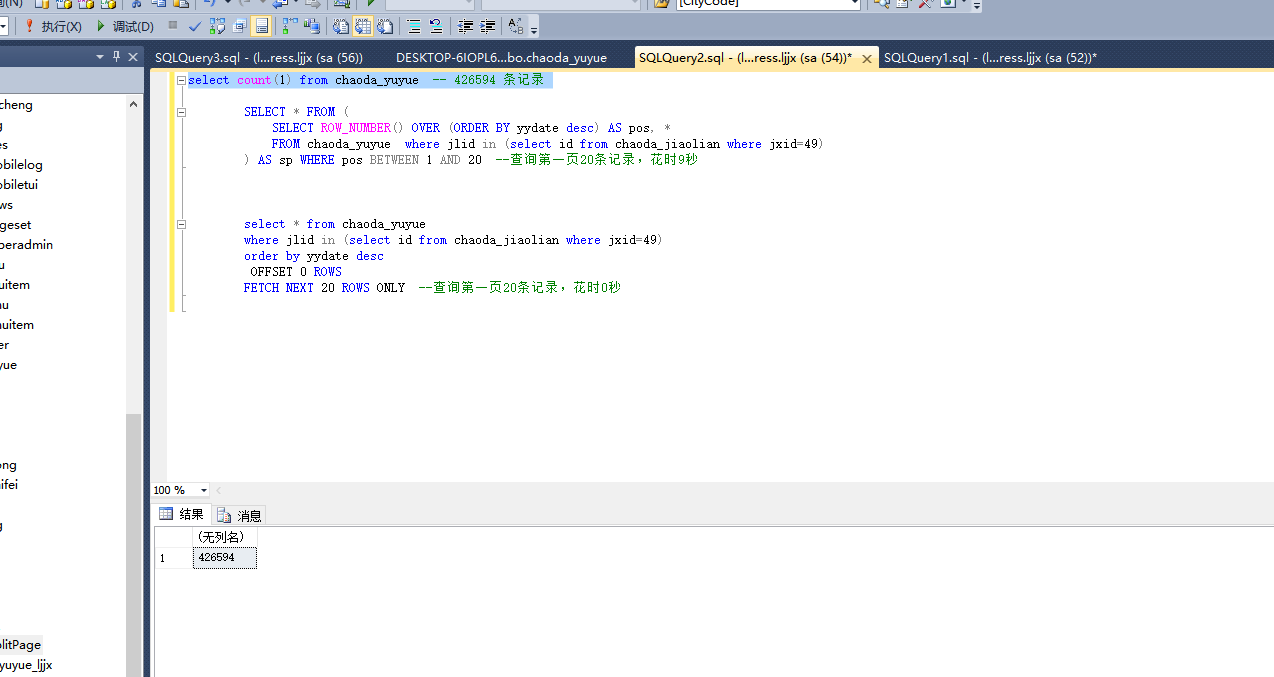 [CityCode]
执行(X) 调试(D)
SQLQuery3.sql - (l...ress.ljjx (sa (56)) DESKTOP-6IOPL6...bo.chaoda_yuyue SQLQuery2.sql - (l...ress.ljjx (sa (54))* SQLQuery1.sql - (l...ress.ljjx (sa (52))*
select count(1) from chaoda_yuyue -- 426594 条记录
SELECT * FROM (
SELECT ROW_NUMBER() OVER (ORDER BY yydate desc) AS pos, *
FROM chaoda_yuyue where jlid in (select id from chaoda_jiaolian where jxid=49)
) AS sp WHERE pos BETWEEN 1 AND 20 --查询第一页20条记录，花时9秒
select * from chaoda_yuyue
where jlid in (select id from chaoda_jiaolian where jxid=49)
order by yydate desc
OFFSET 0 ROWS
FETCH NEXT 20 ROWS ONLY --查询第一页20条记录，花时0秒
cheng
es
obilelog
obiletui
ws
geset
peradmin
u
uitem
nu
nuitem
er
yue
ong
ifei
litPage
yuyue_ljjx
100 %
结果 消息
(无列名)
1 426594